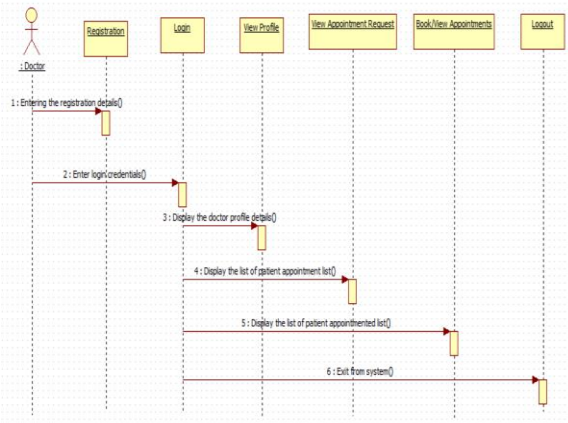 Registration
Login
View Profile
View Appointment Request
Book/View Appointments
Logout
: Doctor
1 : Entering the registration details()
2 : Enter login credentials()
3 : Display the doctor profile details()
4 : Display the list of patient appointment list()
5 : Display the list of patient appointmented list()
6 : Exit from system()